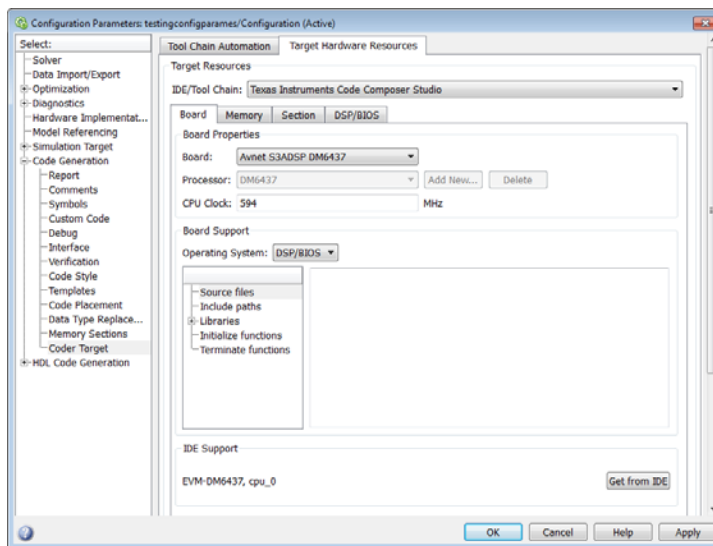 Configuration Parameters: testingconfigparames/Configuration (Active)
Select:
Solver
Data Import/Export
Optimization
Diagnostics
Hardware Implementat...
Model Referencing
Simulation Target
Code Generation
Report
Comments
Symbols
Custom Code
Debug
Interface
Verification
Code Style
Templates
Code Placement
Data Type Replace...
Memory Sections
Coder Target
HDL Code Generation
Tool Chain Automation Target Hardware Resources
Target Resources
IDE/Tool Chain: Texas Instruments Code Composer Studio
Board Memory Section DSP/BIOS
Board Properties
Board: Avnet S3ADSP DM6437
Processor: DM6437 Add New... Delete
CPU Clock: 594 MHz
Board Support
Operating System: DSP/BIOS
Source files
Include paths
Libraries
Initialize functions
Terminate functions
IDE Support
EVM-DM6437, cpu_0 Get from IDE
OK Cancel Help Apply